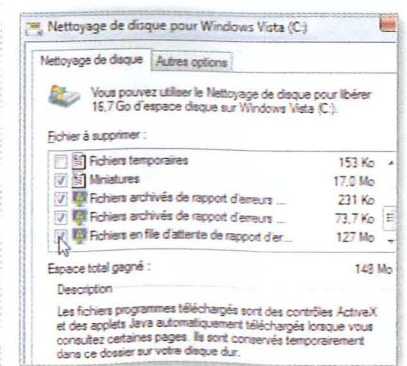 Nettoyage de disque pour Windows Vista (C:)
Nettoyage de disque
Autres options
Vous pouvez utiliser le Nettoyage de disque pour libérer
16,7 Go d'espace disque sur Windows Vista (C:).
Fichier à supprimer :
Fichiers temporaires 153 Ko
Miniatures 17,0 Mo
Fichiers archivés de rapport d'erreurs ... 231 Ko
Fichiers archivés de rapport d'erreurs ... 73,7 Ko
Fichiers en file d'attente de rapport d'er... 127 Mo
Espace total gagné : 148 Mo
Description
Les fichiers programmes téléchargés sont des contrôles ActiveX
et des applets Java automatiquement téléchargés lorsque vous
consultez certaines pages. Ils sont conservés temporairement
dans ce dossier sur votre disque dur.